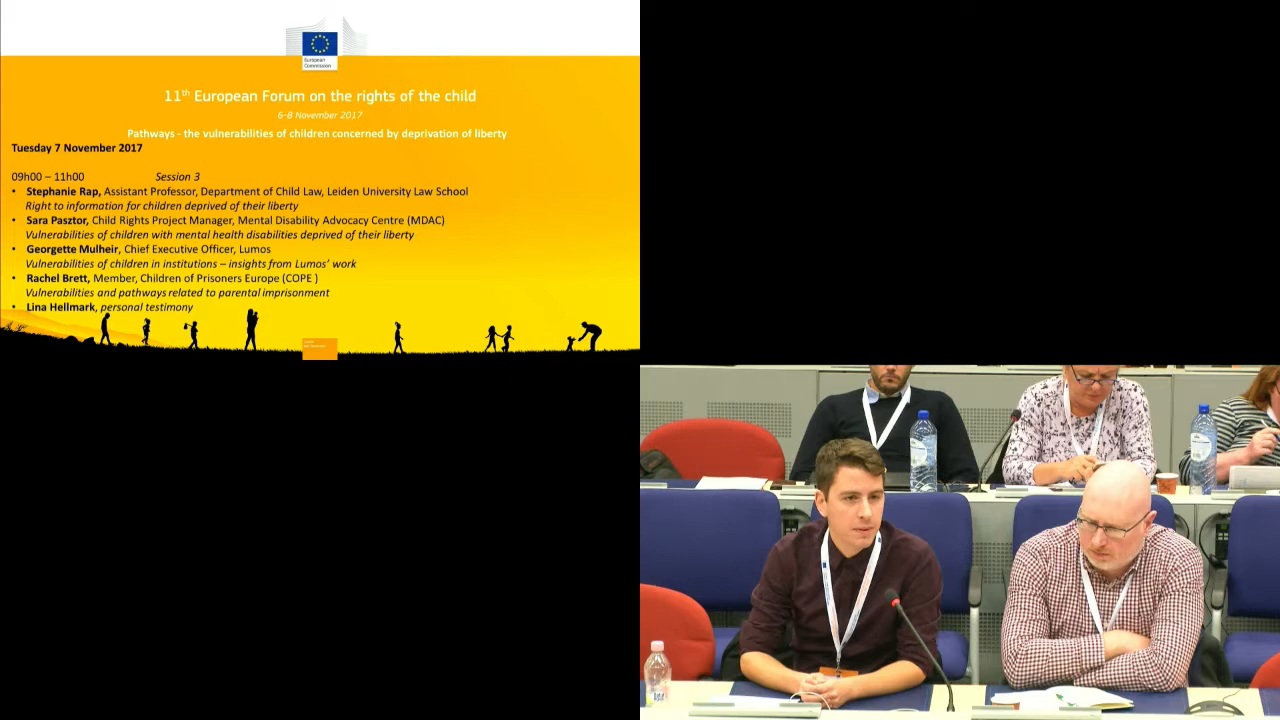 European
Commission
11th European Forum on the rights of the child
6-8 November 2017
Pathways - the vulnerabilities of children concerned by deprivation of liberty
Tuesday 7 November 2017
09h00 – 11h00 Session 3
• Stephanie Rap, Assistant Professor, Department of Child Law, Leiden University Law School
Right to information for children deprived of their liberty
• Sara Pasztor, Child Rights Project Manager, Mental Disability Advocacy Centre (MDAC)
Vulnerabilities of children with mental health disabilities deprived of their liberty
• Georgette Mulheir, Chief Executive Officer, Lumos
Vulnerabilities of children in institutions – insights from Lumos' work
• Rachel Brett, Member, Children of Prisoners Europe (COPE )
Vulnerabilities and pathways related to parental imprisonment
• Lina Hellmark, personal testimony